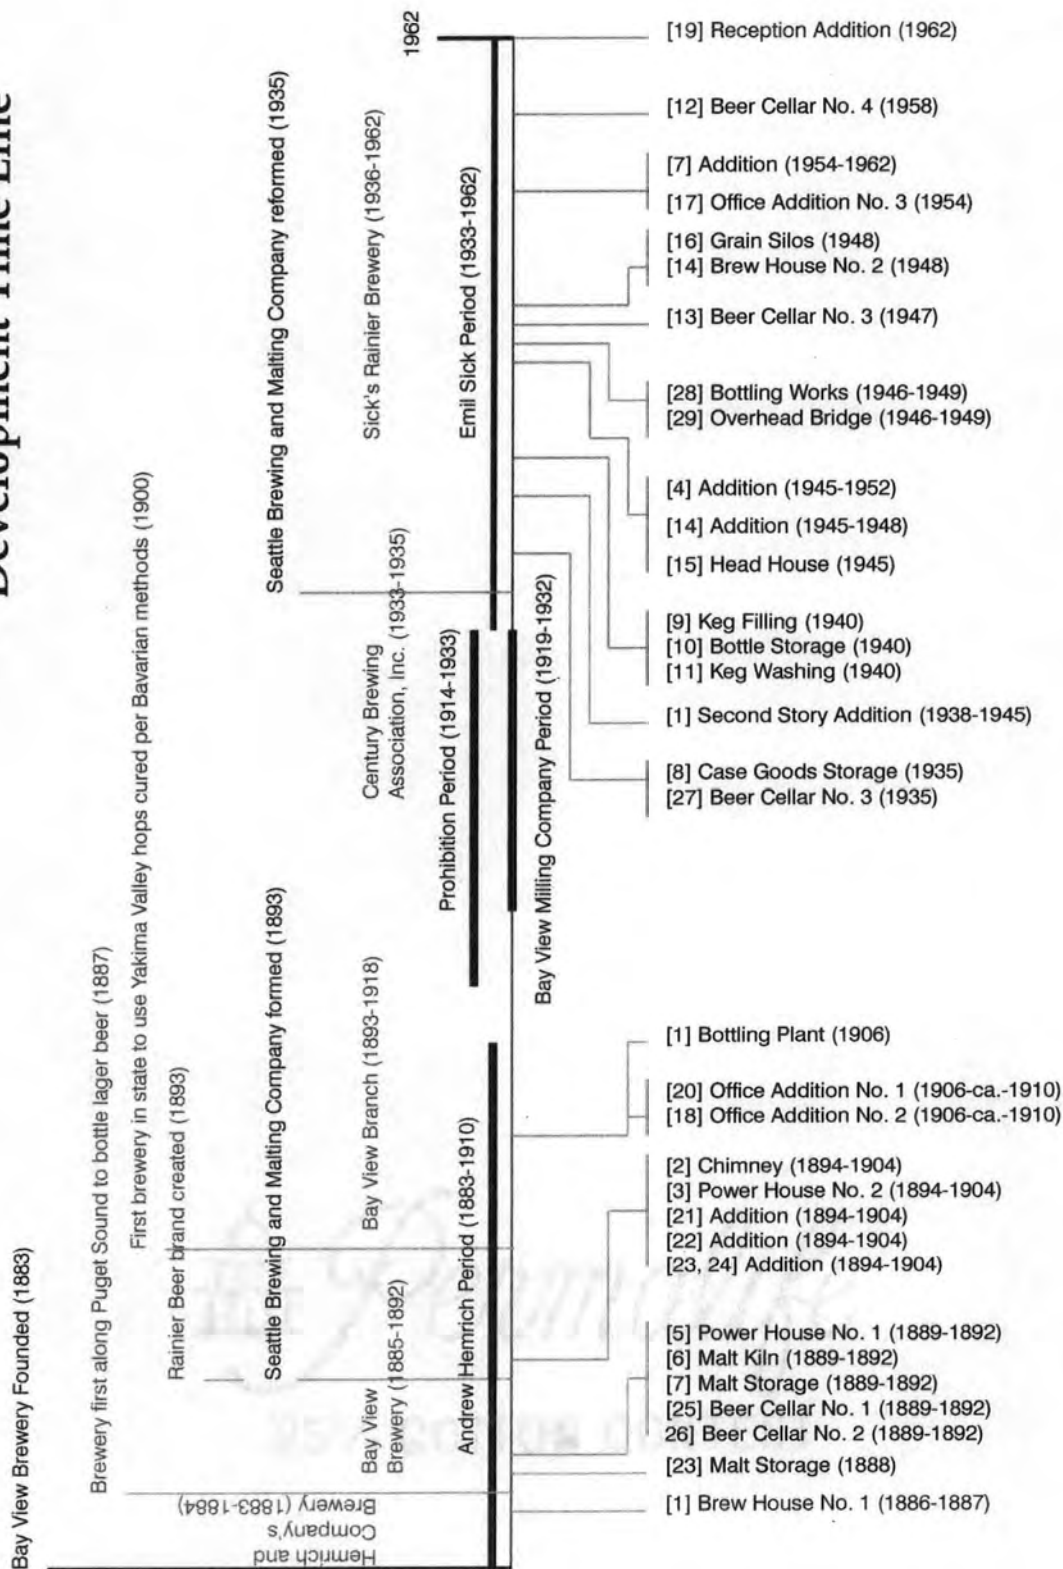 Development Time Line
1962
Bay View Brewery Founded (1883)
Brewery first along Puget Sound to bottle lager beer (1887)
First brewery in state to use Yakima Valley hops cured per Bavarian methods (1900)
Rainier Beer brand created (1893)
Seattle Brewing and Malting Company formed (1893)
Seattle Brewing and Malting Company reformed (1935)
Hemrich and
Company's
Brewery (1883-1884)
Bay View
Brewery (1885-1892)
Bay View Branch (1893-1918)
Century Brewing
Association, Inc. (1933-1935)
Sick's Rainier Brewery (1936-1962)
Andrew Hemrich Period (1883-1910)
Prohibition Period (1914-1933)
Emil Sick Period (1933-1962)
Bay View Milling Company Period (1919-1932)
[19] Reception Addition (1962)
[12] Beer Cellar No. 4 (1958)
[7] Addition (1954-1962)
[17] Office Addition No. 3 (1954)
[16] Grain Silos (1948)
[14] Brew House No. 2 (1948)
[13] Beer Cellar No. 3 (1947)
[28] Bottling Works (1946-1949)
[29] Overhead Bridge (1946-1949)
[4] Addition (1945-1952)
[14] Addition (1945-1948)
[15] Head House (1945)
[9] Keg Filling (1940)
[10] Bottle Storage (1940)
[11] Keg Washing (1940)
[1] Second Story Addition (1938-1945)
[8] Case Goods Storage (1935)
[27] Beer Cellar No. 3 (1935)
[1] Bottling Plant (1906)
[20] Office Addition No. 1 (1906-ca.-1910)
[18] Office Addition No. 2 (1906-ca.-1910)
[2] Chimney (1894-1904)
[3] Power House No. 2 (1894-1904)
[21] Addition (1894-1904)
[22] Addition (1894-1904)
[23, 24] Addition (1894-1904)
[5] Power House No. 1 (1889-1892)
[6] Malt Kiln (1889-1892)
[7] Malt Storage (1889-1892)
[25] Beer Cellar No. 1 (1889-1892)
26] Beer Cellar No. 2 (1889-1892)
[23] Malt Storage (1888)
[1] Brew House No. 1 (1886-1887)